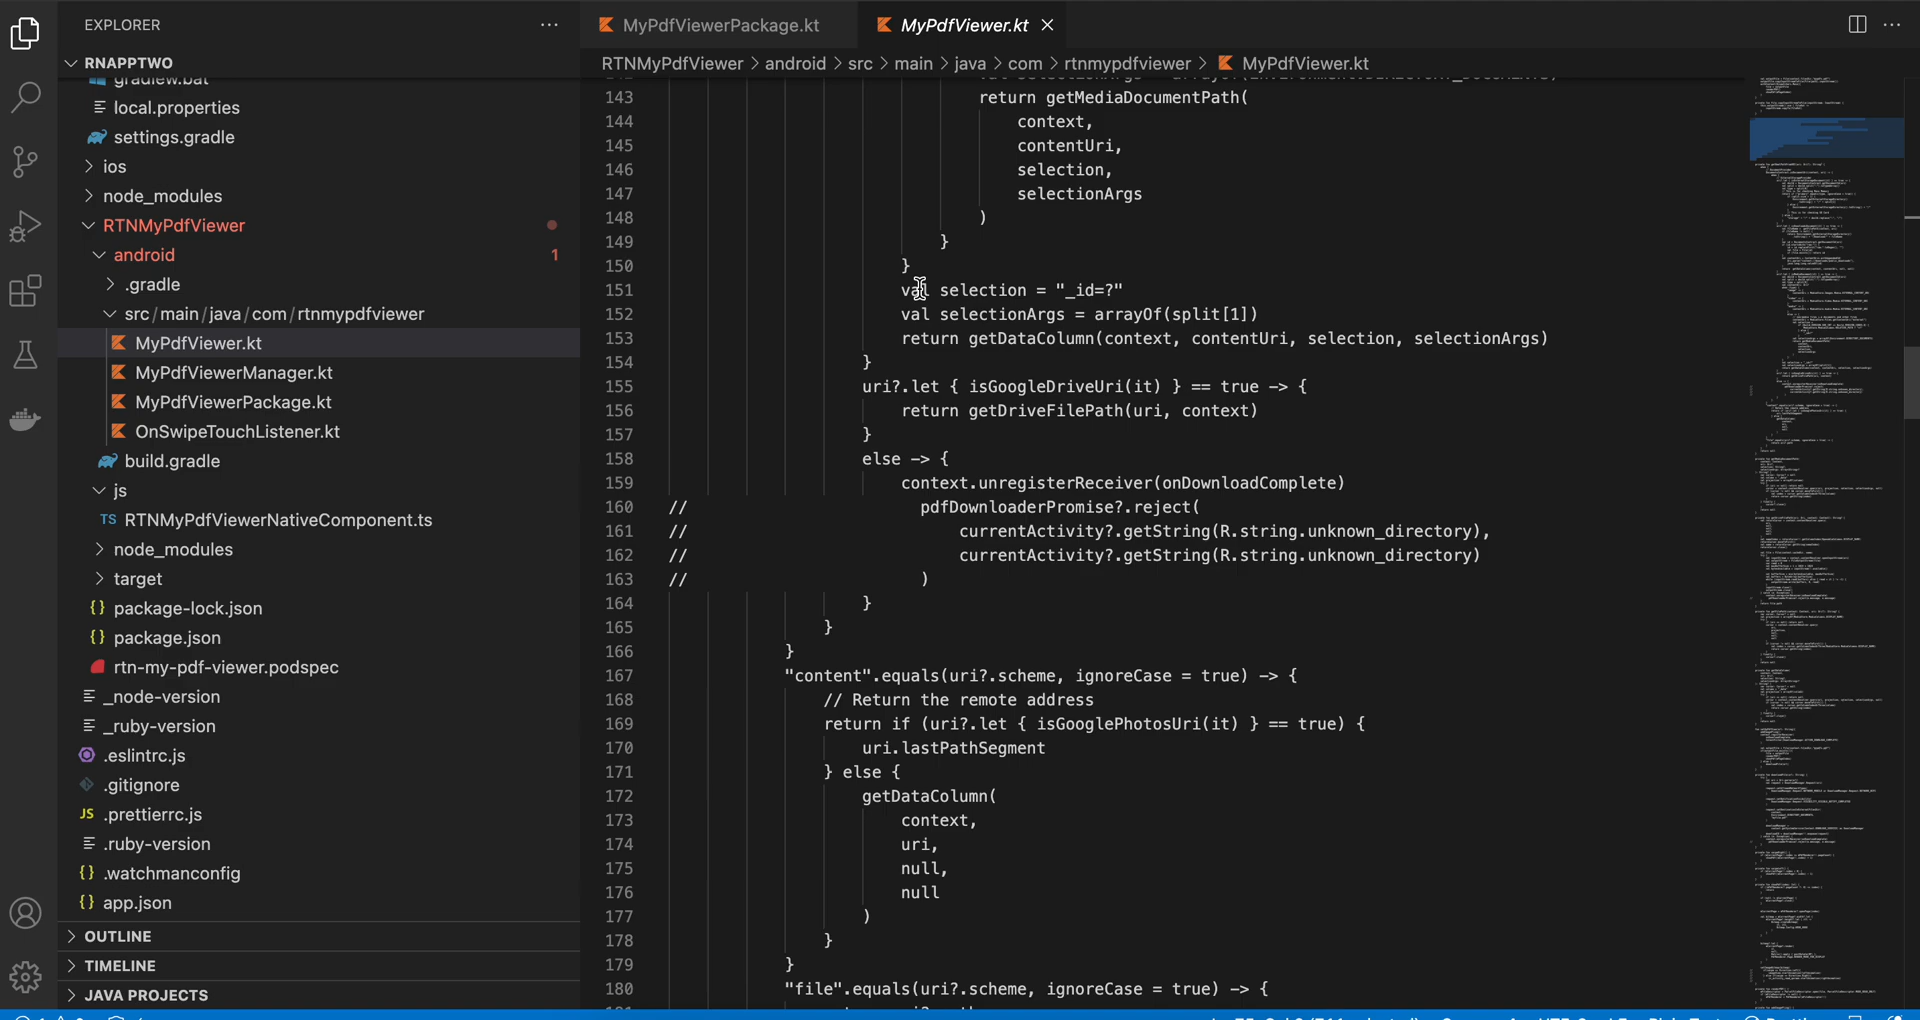 EXPLORER
MyPdfViewerPackage.kt
MyPdfViewer.kt
RNAPPTWO
RTNMyPdfViewer > android > src > main > java > com > rtnmypdfviewer > MyPdfViewer.kt
gradlew.bat
local.properties
settings.gradle
ios
node_modules
RTNMyPdfViewer
android 1
.gradle
src/main/java/com/rtnmypdfviewer
MyPdfViewer.kt
MyPdfViewerManager.kt
MyPdfViewerPackage.kt
OnSwipeTouchListener.kt
build.gradle
js
TS RTNMyPdfViewerNativeComponent.ts
node_modules
target
{} package-lock.json
{} package.json
rtn-my-pdf-viewer.podspec
_node-version
_ruby-version
.eslintrc.js
.gitignore
JS .prettierrc.js
.ruby-version
{} .watchmanconfig
{} app.json
OUTLINE
TIMELINE
JAVA PROJECTS
143 return getMediaDocumentPath(
144 context,
145 contentUri,
146 selection,
147 selectionArgs
148 )
149 }
150 }
151 val selection = "_id=?"
152 val selectionArgs = arrayOf(split[1])
153 return getDataColumn(context, contentUri, selection, selectionArgs)
154 }
155 uri?.let { isGoogleDriveUri(it) } == true -> {
156 return getDriveFilePath(uri, context)
157 }
158 else -> {
159 context.unregisterReceiver(onDownloadComplete)
160 // pdfDownloaderPromise?.reject(
161 // currentActivity?.getString(R.string.unknown_directory),
162 // currentActivity?.getString(R.string.unknown_directory)
163 // )
164 }
165 }
166 }
167 "content".equals(uri?.scheme, ignoreCase = true) -> {
168 // Return the remote address
169 return if (uri?.let { isGooglePhotosUri(it) } == true) {
170 uri.lastPathSegment
171 } else {
172 getDataColumn(
173 context,
174 uri,
175 null,
176 null
177 )
178 }
179 }
180 "file".equals(uri?.scheme, ignoreCase = true) -> {